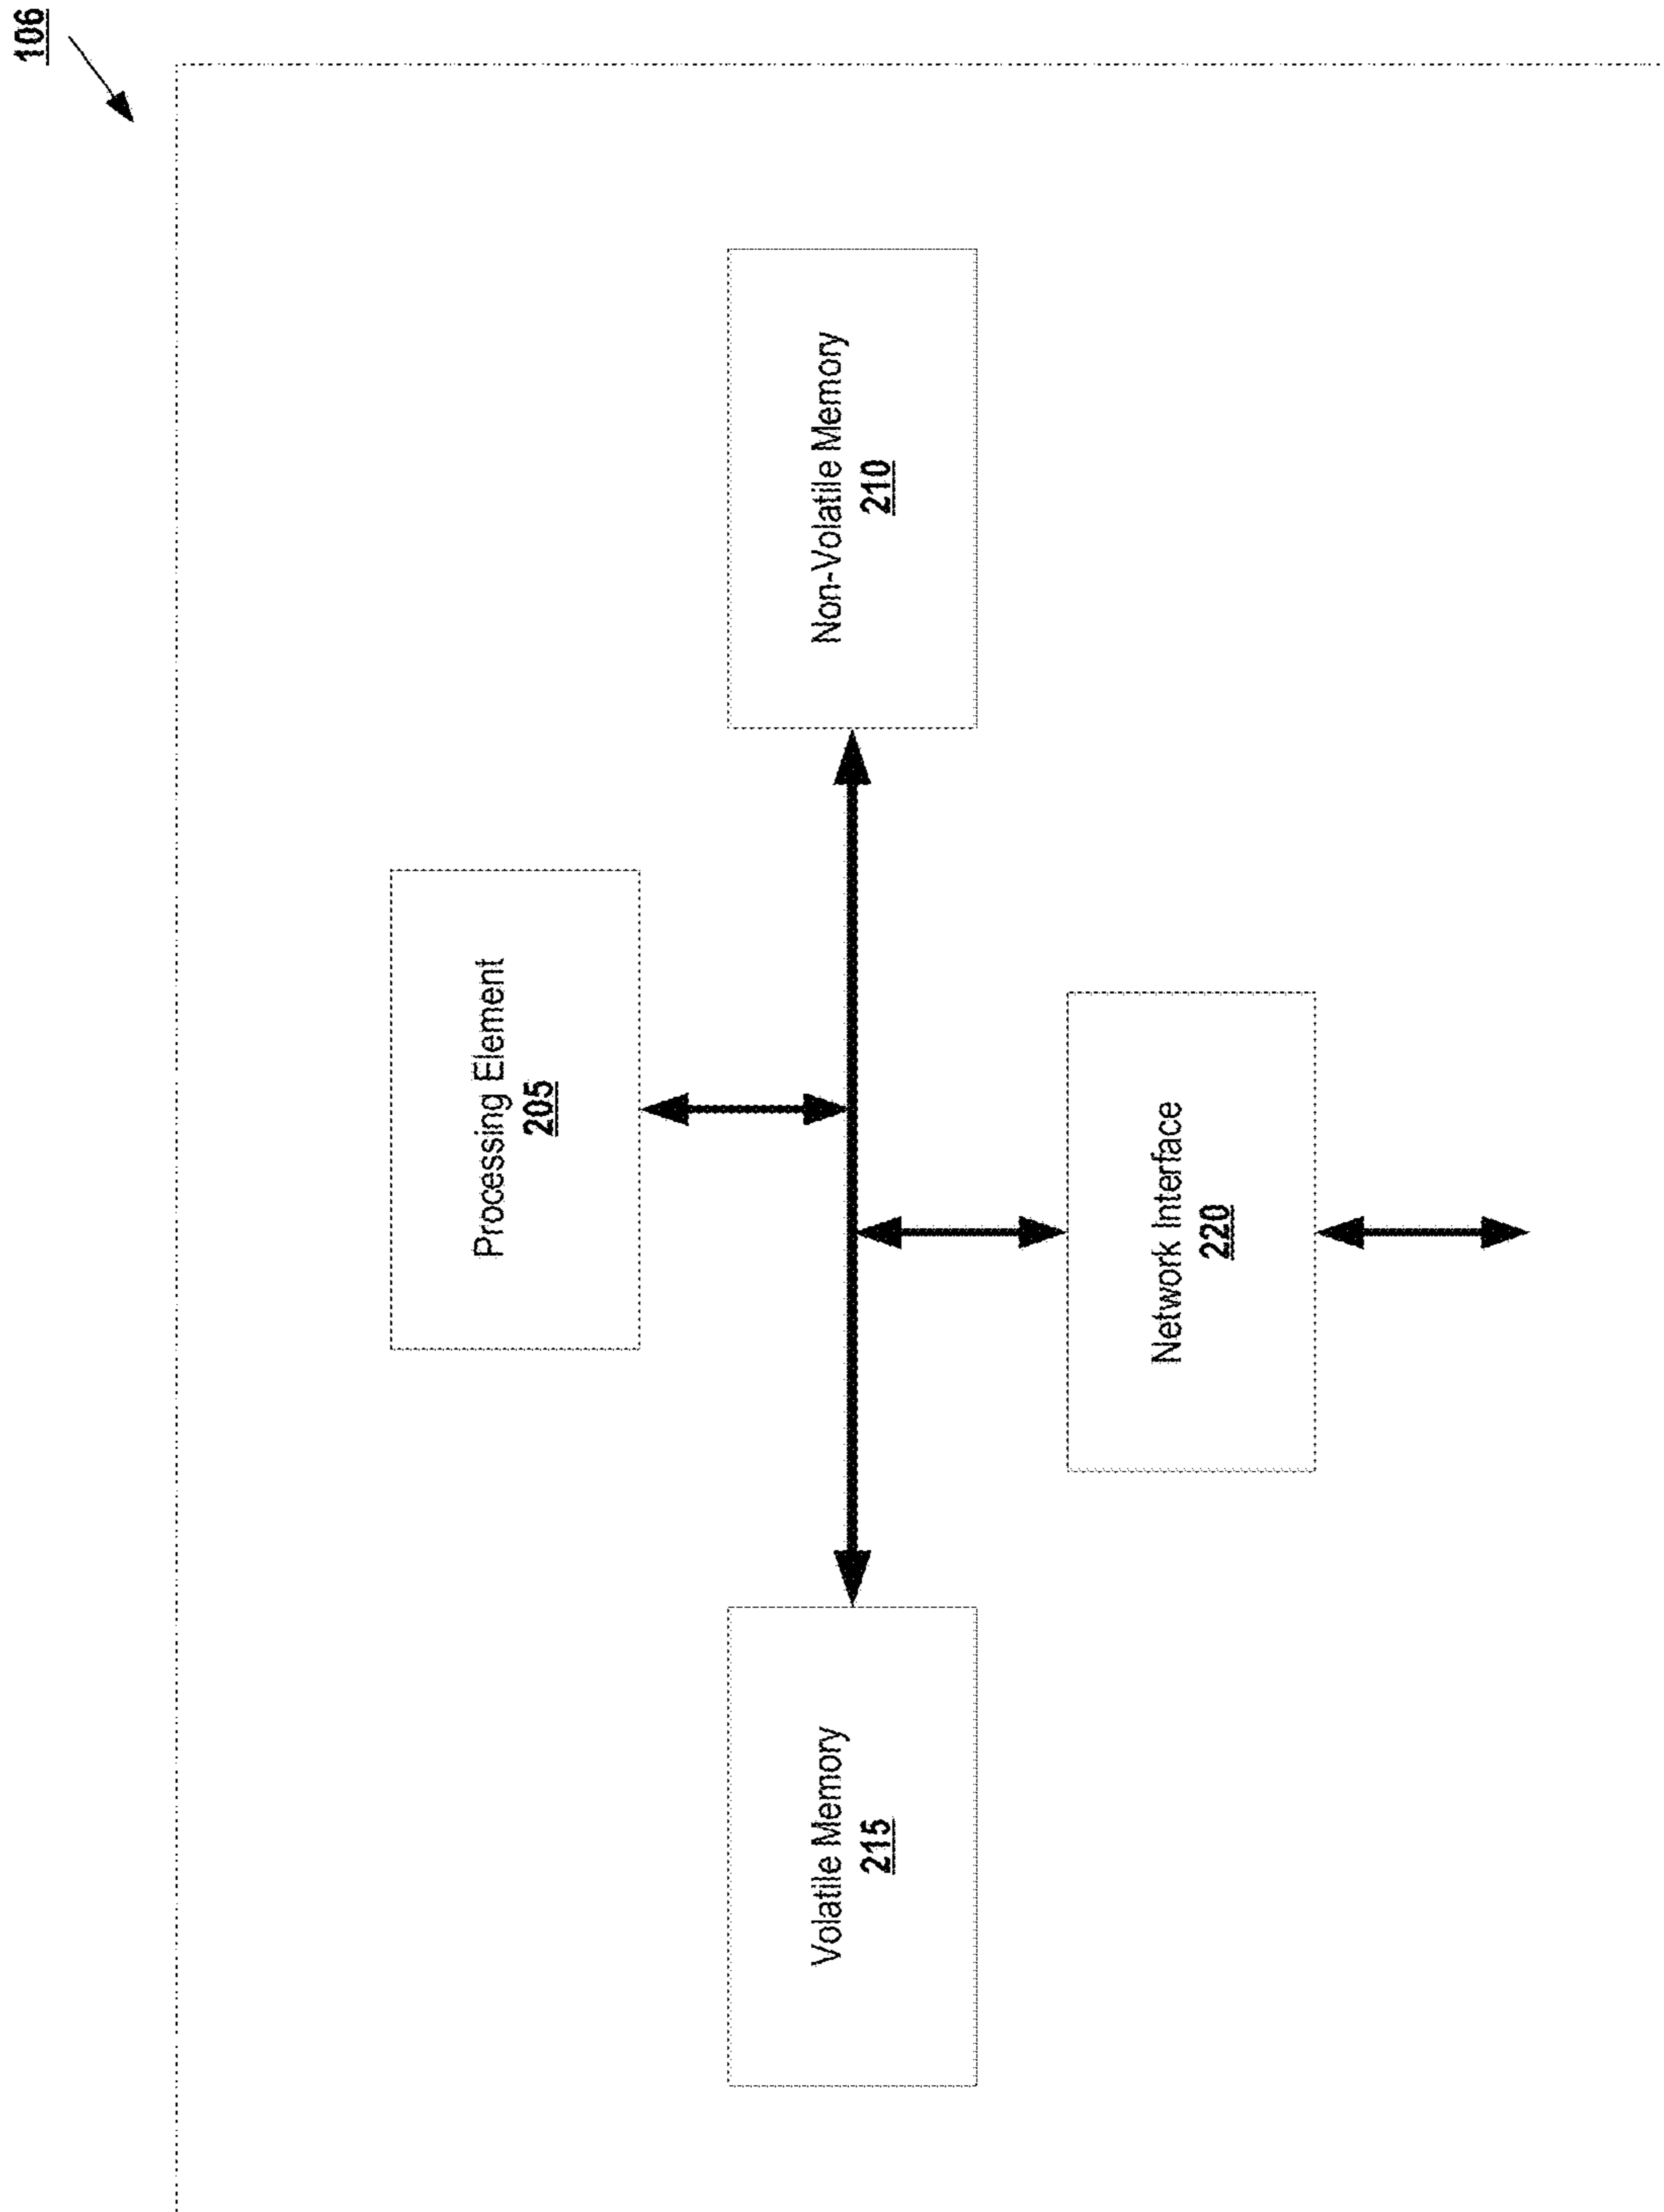 106
Processing Element
205
Volatile Memory
215
Non-Volatile Memory
210
Network Interface
220